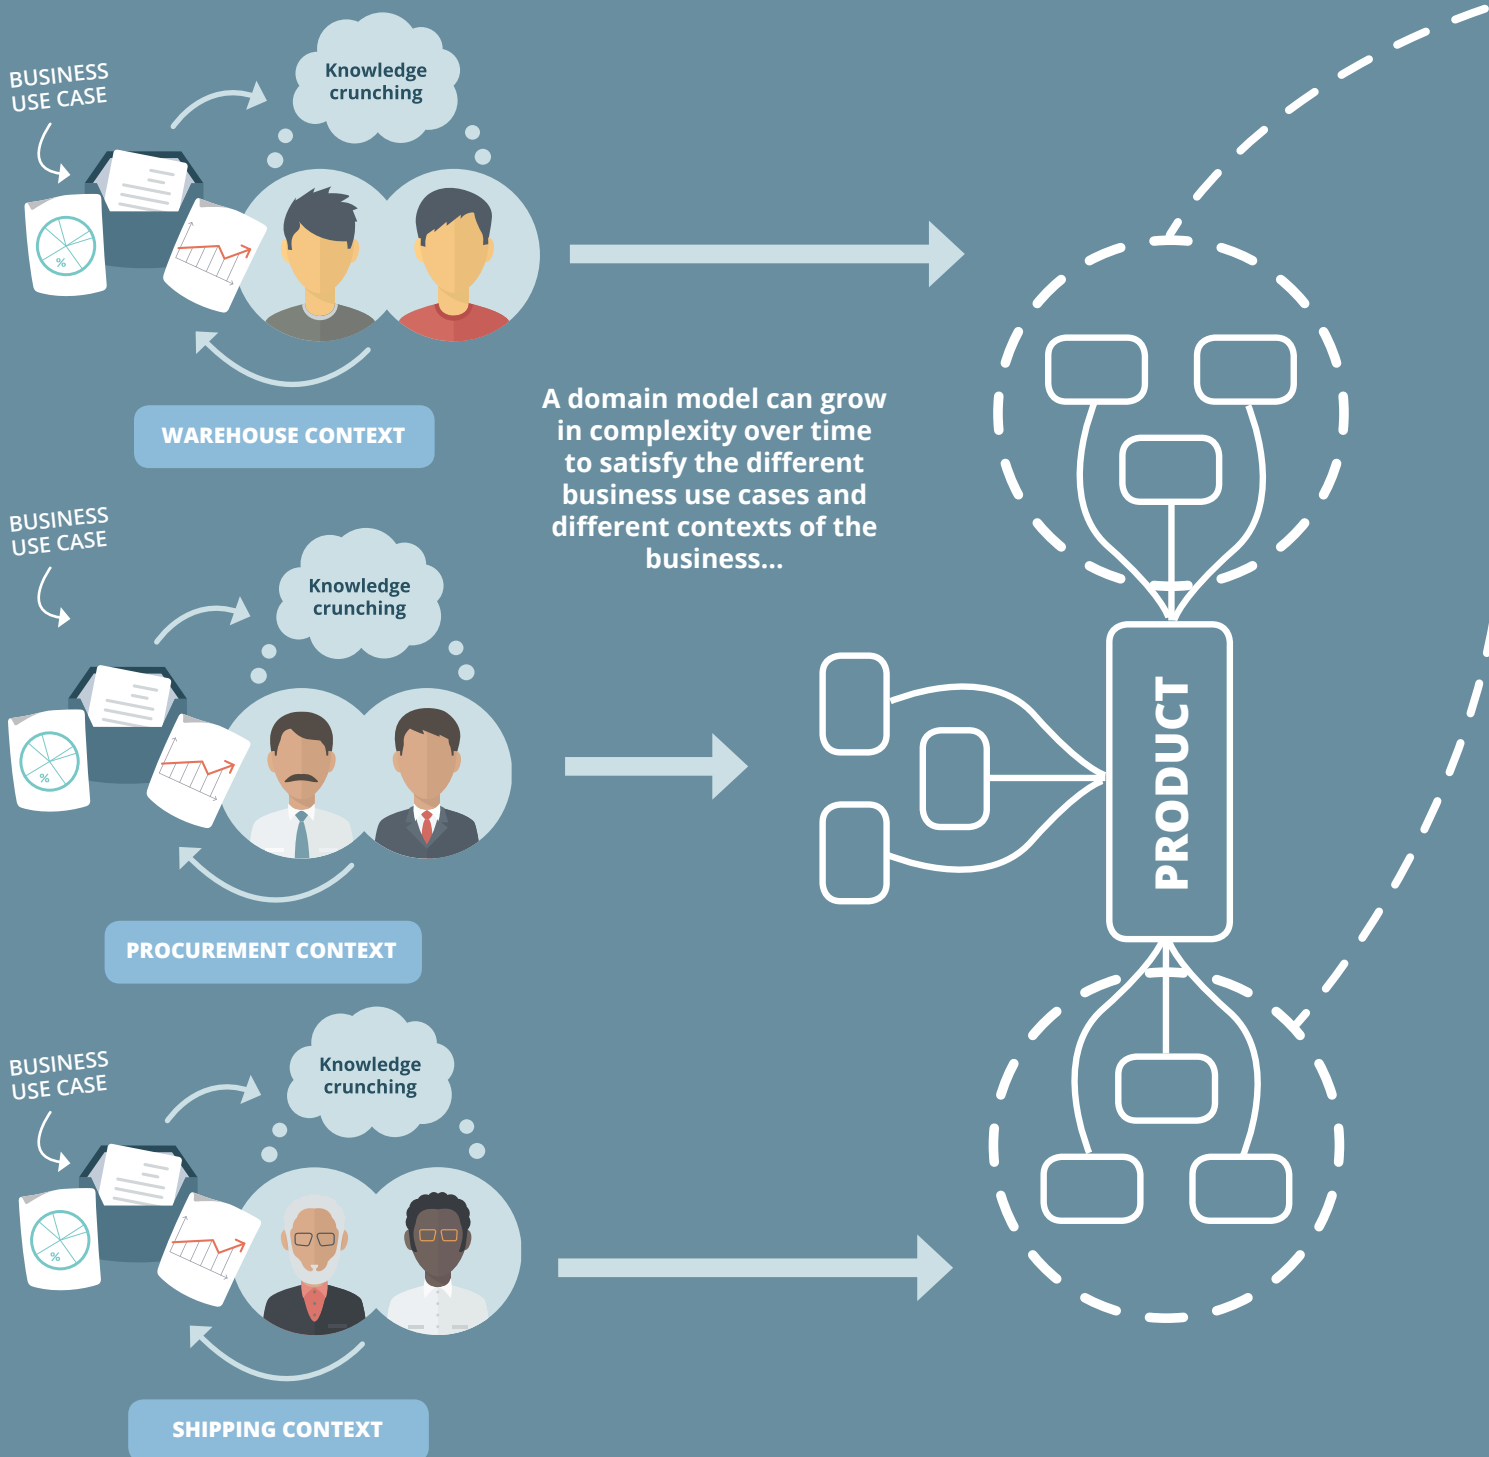 BUSINESS
USE CASE
Knowledge
crunching
%
WAREHOUSE CONTEXT
A domain model can grow
in complexity over time
to satisfy the different
business use cases and
different contexts of the
business...
BUSINESS
USE CASE
Knowledge
crunching
%
PROCUREMENT CONTEXT
PRODUCT
BUSINESS
USE CASE
Knowledge
crunching
%
SHIPPING CONTEXT